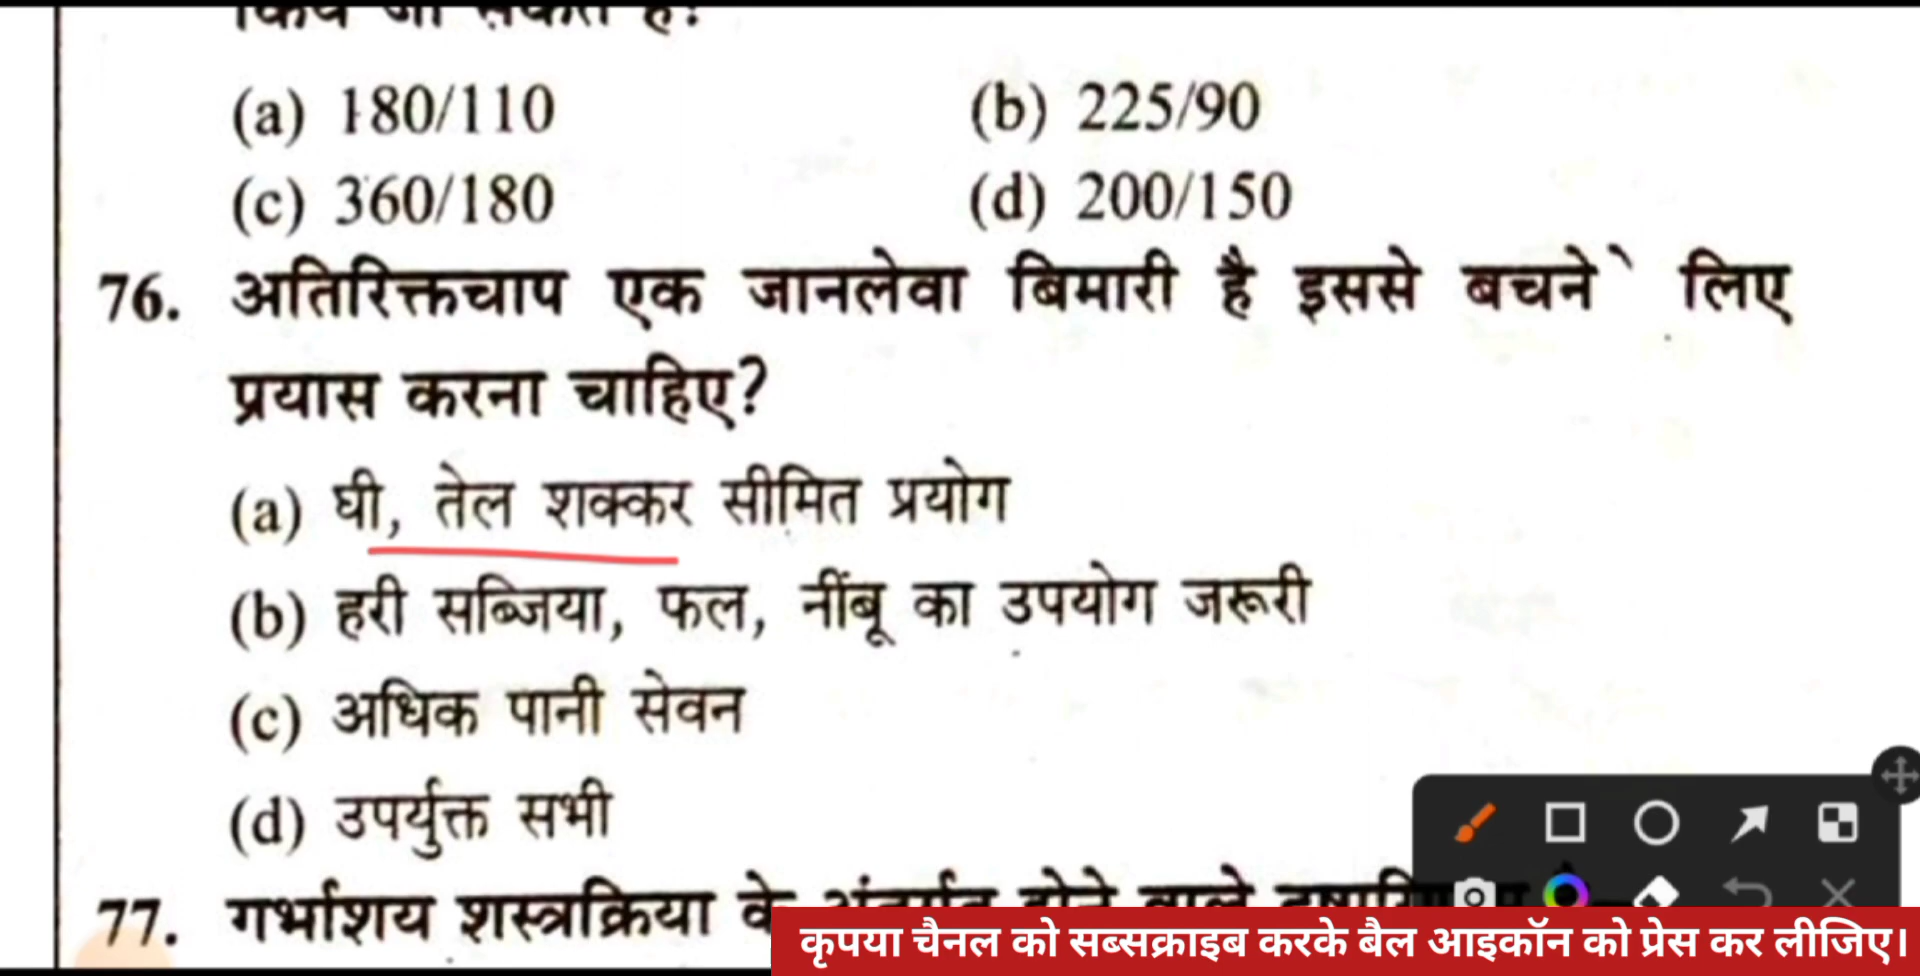 (a) 180/110
(b) 225/90
(c) 360/180
(d) 200/150
76. अतिरिक्तचाप एक जानलेवा बिमारी है इससे बचने े लिए
प्रयास करना चाहिए?
(a) घी, तेल शक्कर सीमित प्रयोग
(b) हरी सब्जिया, फल, नींबू का उपयोग जरूरी
(c) अधिक पानी सेवन
(d) उपर्युक्त सभी
77. गर्भाशय शस्त्रक्रिया के
कृपया चैनल को सब्सक्राइब करके बैल आइकॉन को प्रेस कर लीजिए।